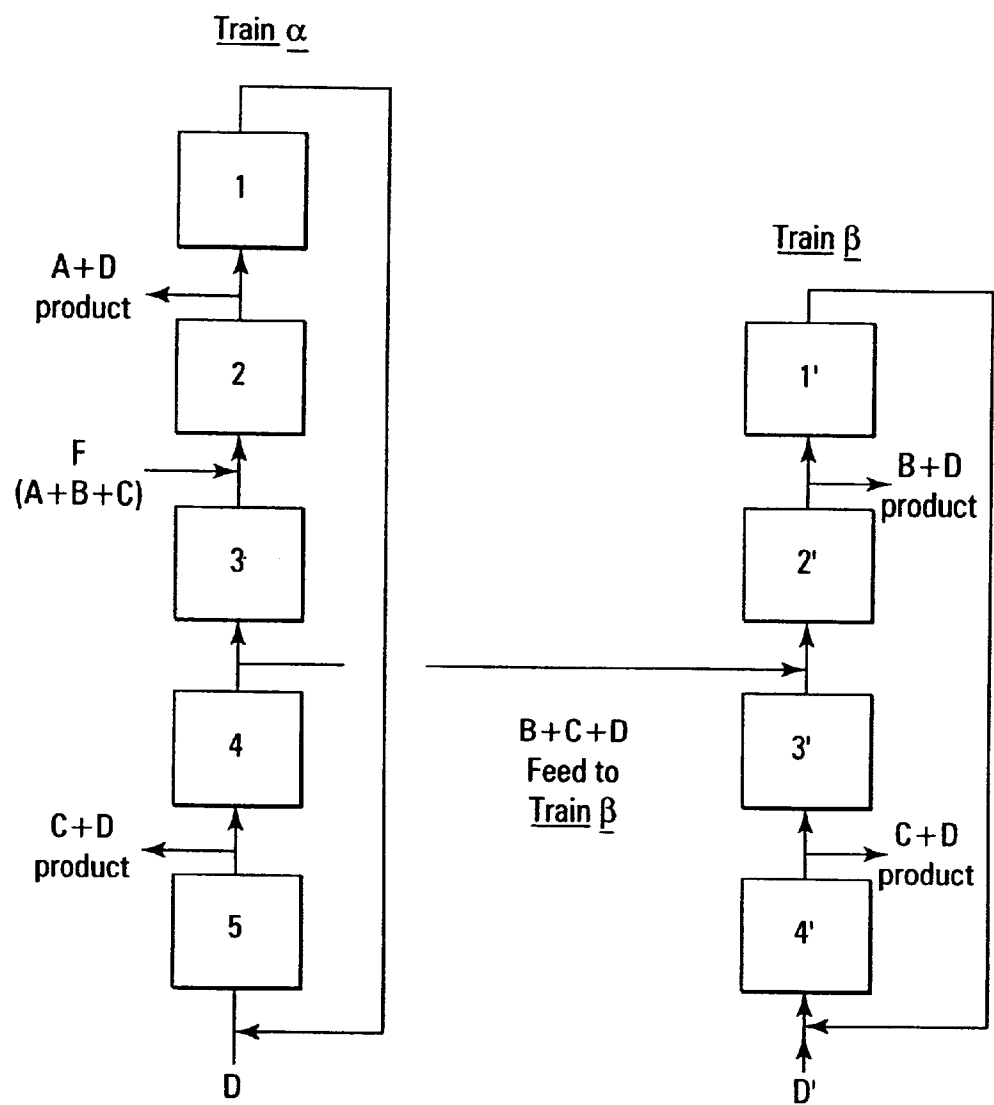 Train α
1
A+D
product
2
F
(A+B+C)
3
4
C+D
product
5
D
B+C+D
Feed to
Train β
Train β
1'
B+D
product
2'
3'
C+D
product
4'
D'